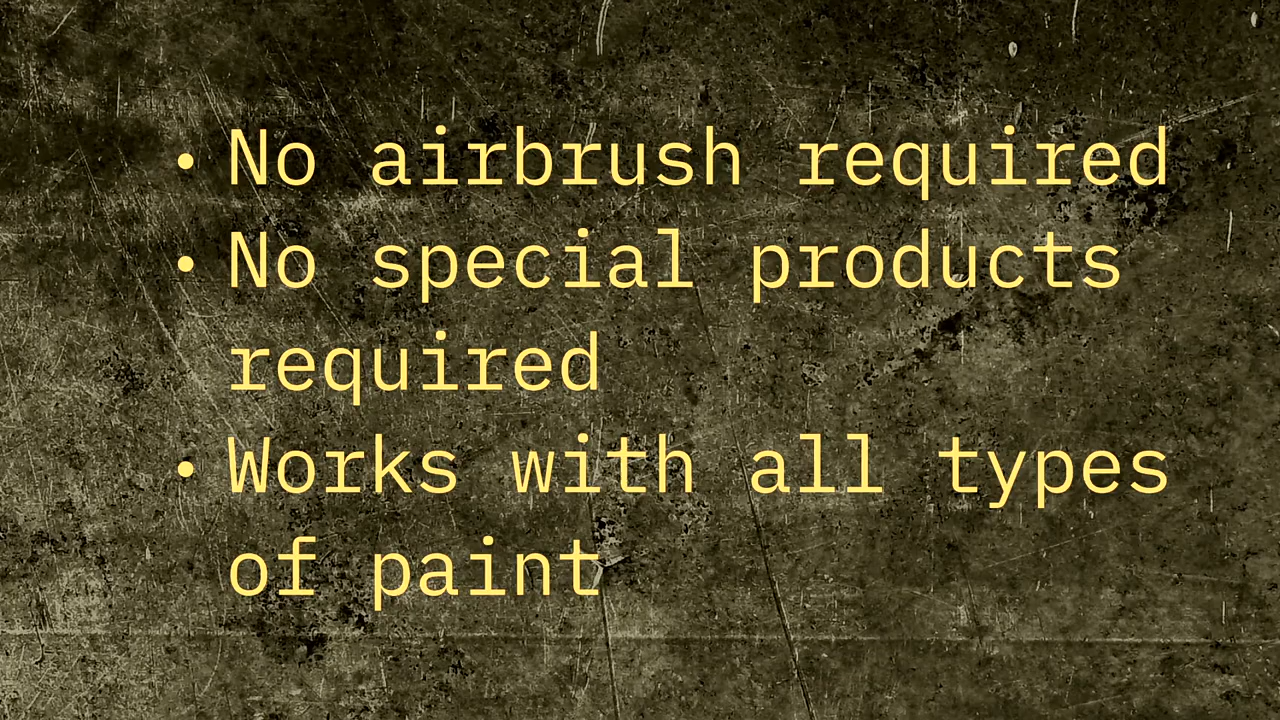 • No airbrush required
• No special products
required
• Works with all types
of paint